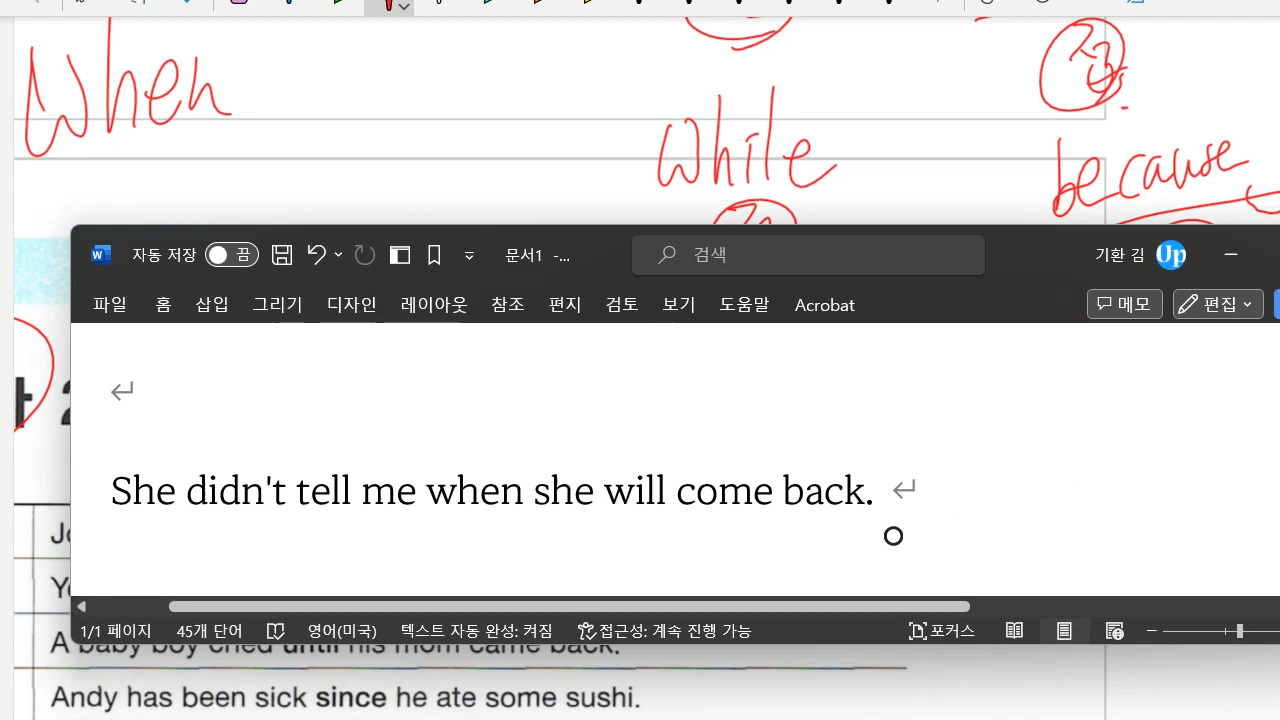 When
접
while
because
자동 저장 끔 문서1 -... 검색 기환 김 Up
파일 홈 삽입 그리기 디자인 레이아웃 참조 편지 검토 보기 도움말 Acrobat 메모 편집
She didn't tell me when she will come back.
1/1 페이지 45개 단어 영어(미국) 텍스트 자동 완성: 켜짐 접근성: 계속 진행 가능 포커스
A baby boy cried until his mom came back.
Andy has been sick since he ate some sushi.